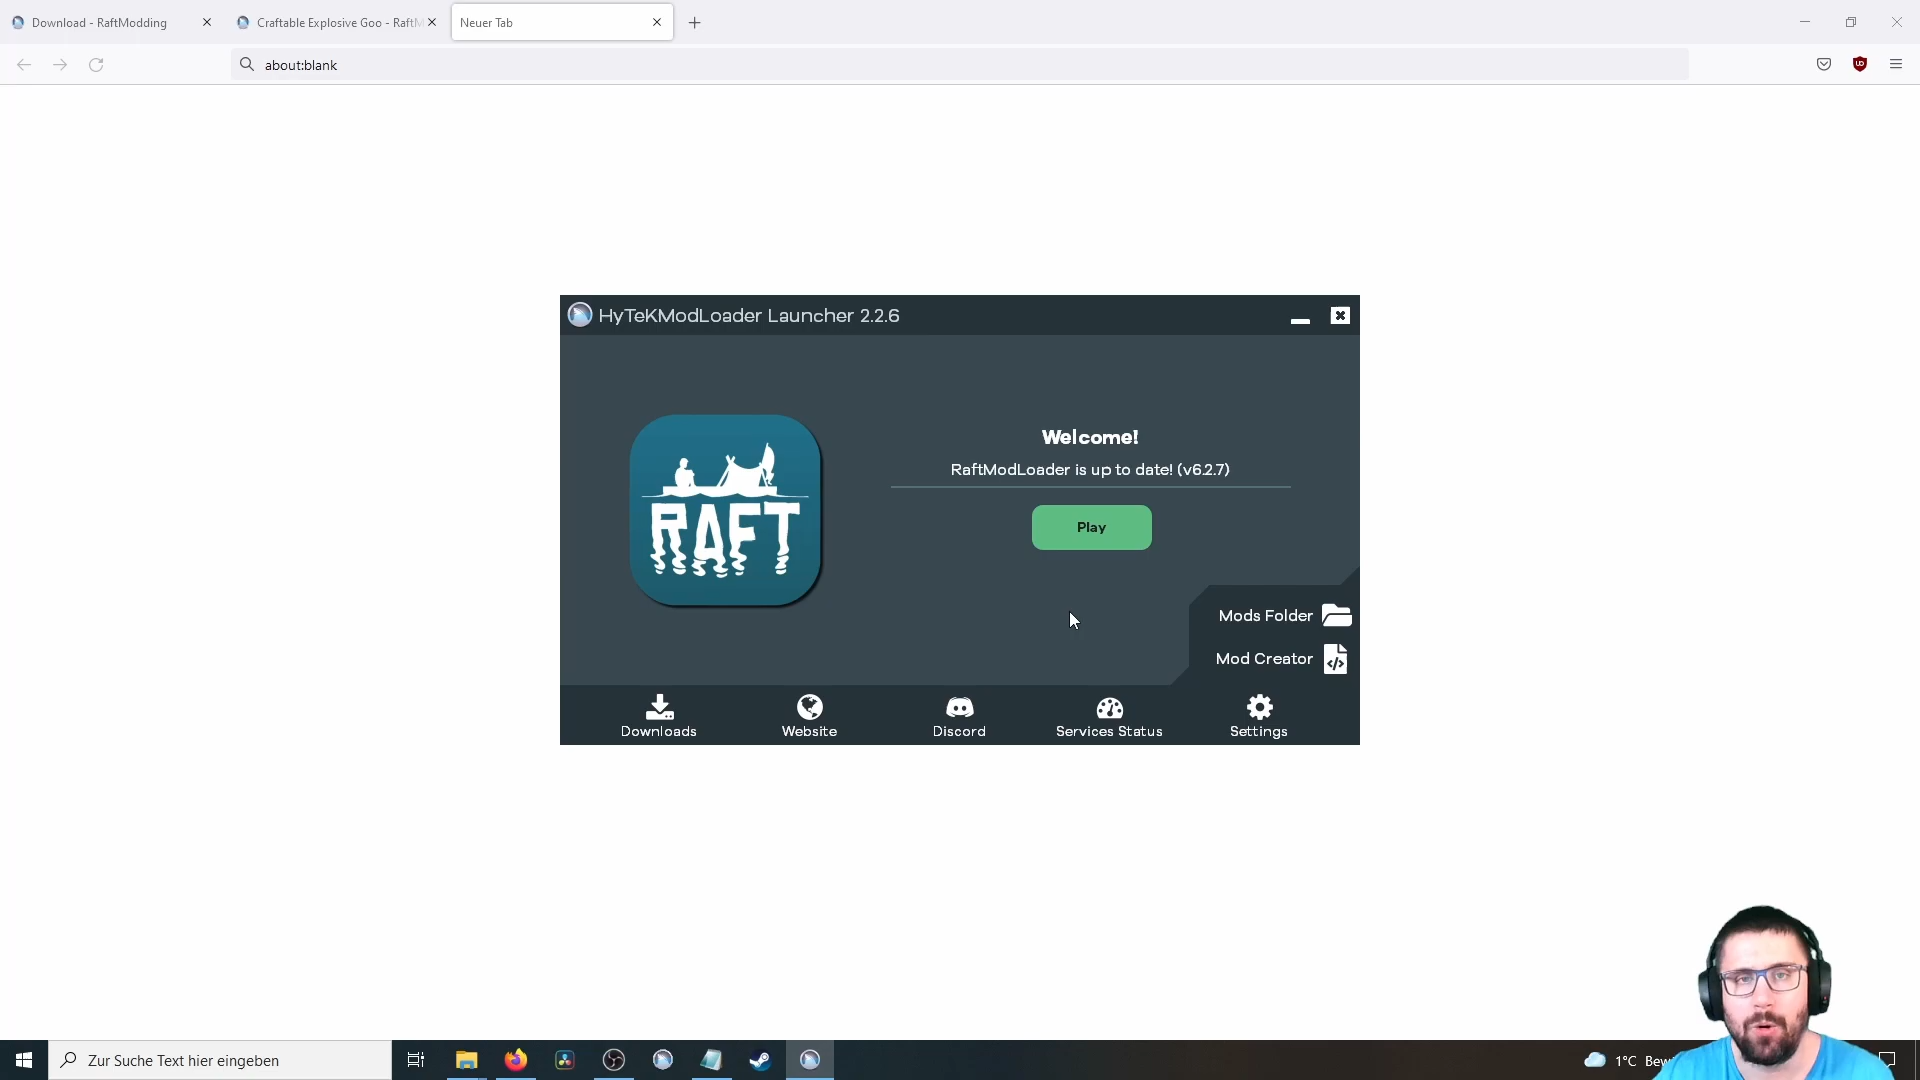 Download - RaftModding
Craftable Explosive Goo - RaftM
Neuer Tab
about:blank
HyTeKModLoader Launcher 2.2.6
RAFT
Welcome!
RaftModLoader is up to date! (v6.2.7)
Play
Mods Folder
Mod Creator
Downloads
Website
Discord
Services Status
Settings
Zur Suche Text hier eingeben
1°C